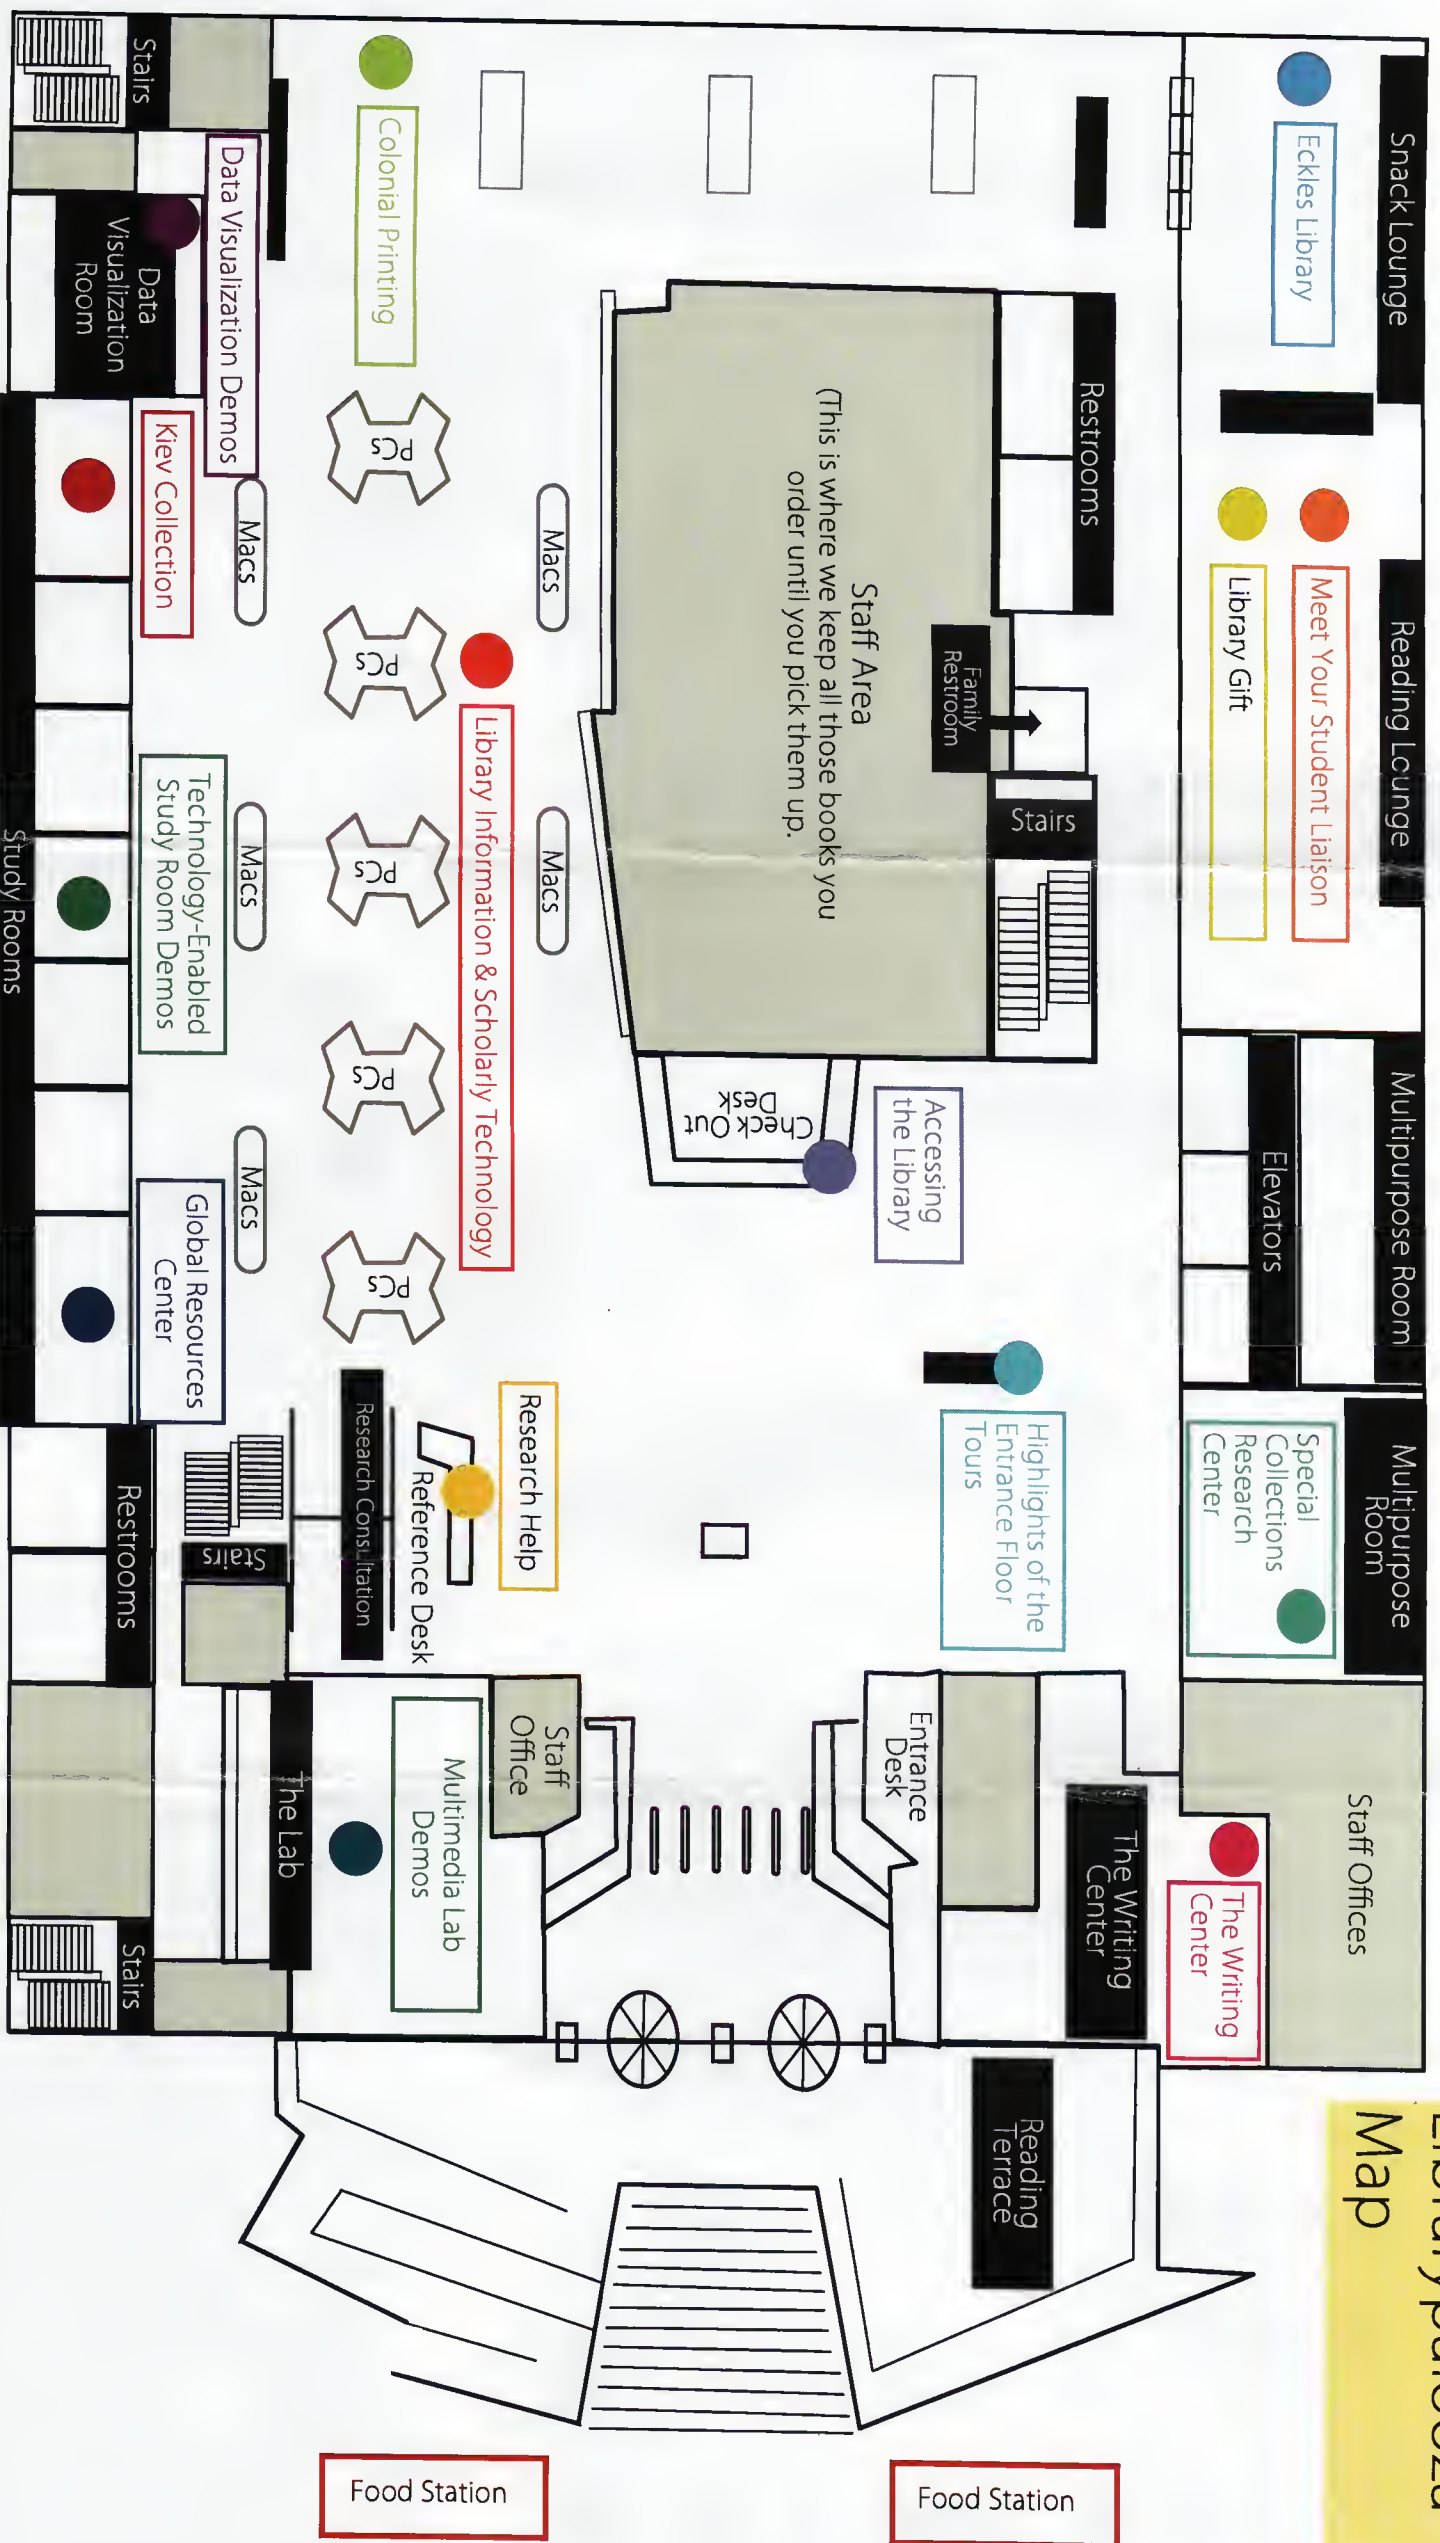 Librarypalooza
Map
Snack Lounge
Reading Lounge
Multipurpose Room
Multipurpose
Room
Staff Offices
Eckles Library
Meet Your Student Liaison
Library Gift
Elevators
Special
Collections
Research
Center
The Writing
Center
The Writing
Center
Restrooms
Family
Restroom
Stairs
Staff Area
(This is where we keep all those books you
order until you pick them up.
Accessing
the Library
Check Out
Desk
Highlights of the
Entrance Floor
Tours
Entrance
Desk
Reading
Terrace
Macs
Macs
Library Information & Scholarly Technology
Research Help
Reference Desk
Research Consultation
Staff
Office
Multimedia Lab
Demos
The Lab
Colonial Printing
PCs
PCs
PCs
PCs
PCs
Macs
Macs
Macs
Data Visualization Demos
Kiev Collection
Technology-Enabled
Study Room Demos
Global Resources
Center
Stairs
Restrooms
Stairs
Stairs
Data
Visualization
Room
Study Rooms
Food Station
Food Station